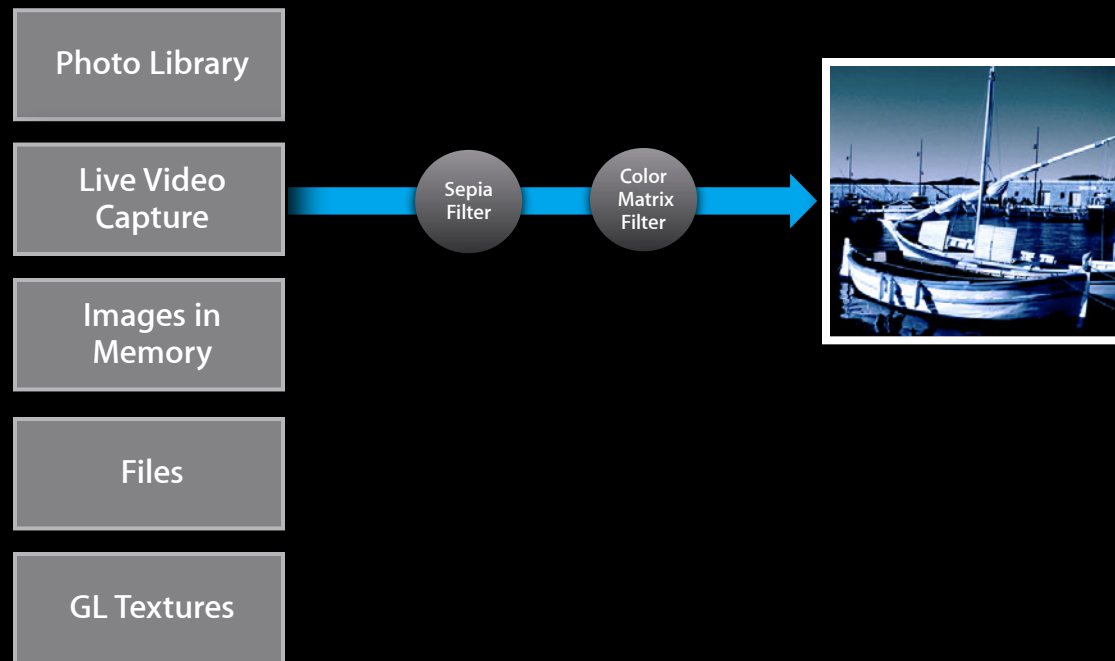 Photo Library
Live Video
Capture
Sepia
Filter
Color
Matrix
Filter
Images in
Memory
Files
GL Textures